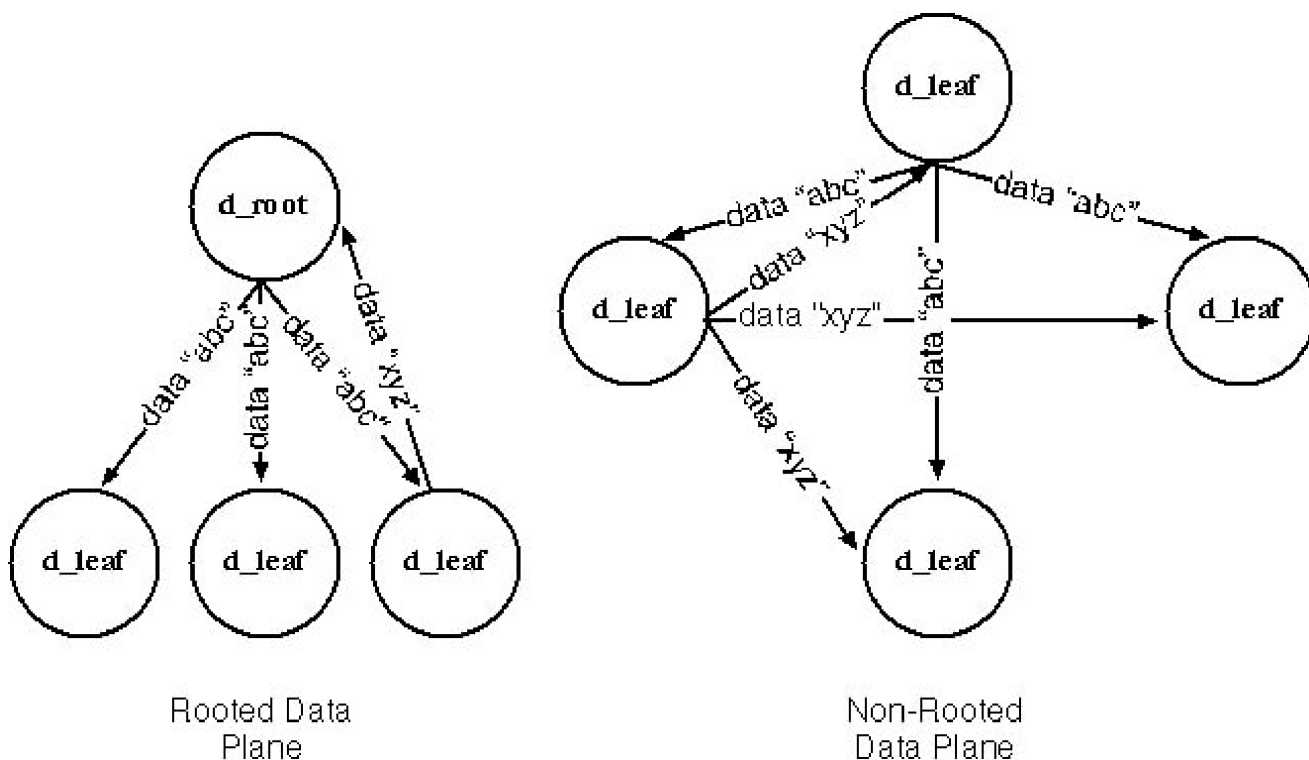 d_root
data “abc”
data “abc”
data “abc”
data “xyz”
d_leaf
d_leaf
d_leaf
Rooted Data
Plane
d_leaf
data “abc”
data “xyz”
data “abc”
data “abc”
d_leaf
data "xyz"
d_leaf
data “xyz”
d_leaf
Non-Rooted
Data Plane